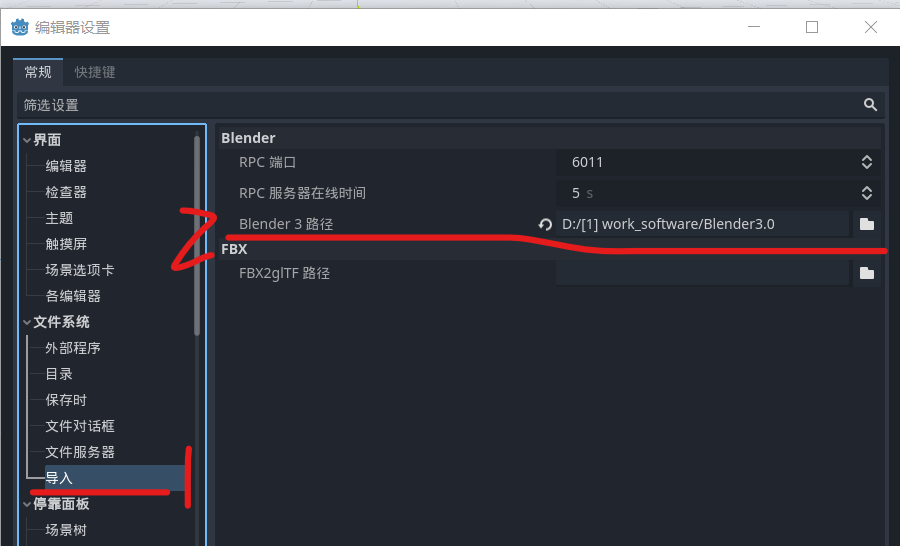 编辑器设置
常规 快捷键
筛选设置
界面
编辑器
检查器
主题
触摸屏
场景选项卡
各编辑器
文件系统
外部程序
目录
保存时
文件对话框
文件服务器
导入
停靠面板
场景树
Blender
RPC 端口 6011
RPC 服务器在线时间 5 s
Blender 3 路径 D:/[1] work_software/Blender3.0
FBX
FBX2glTF 路径